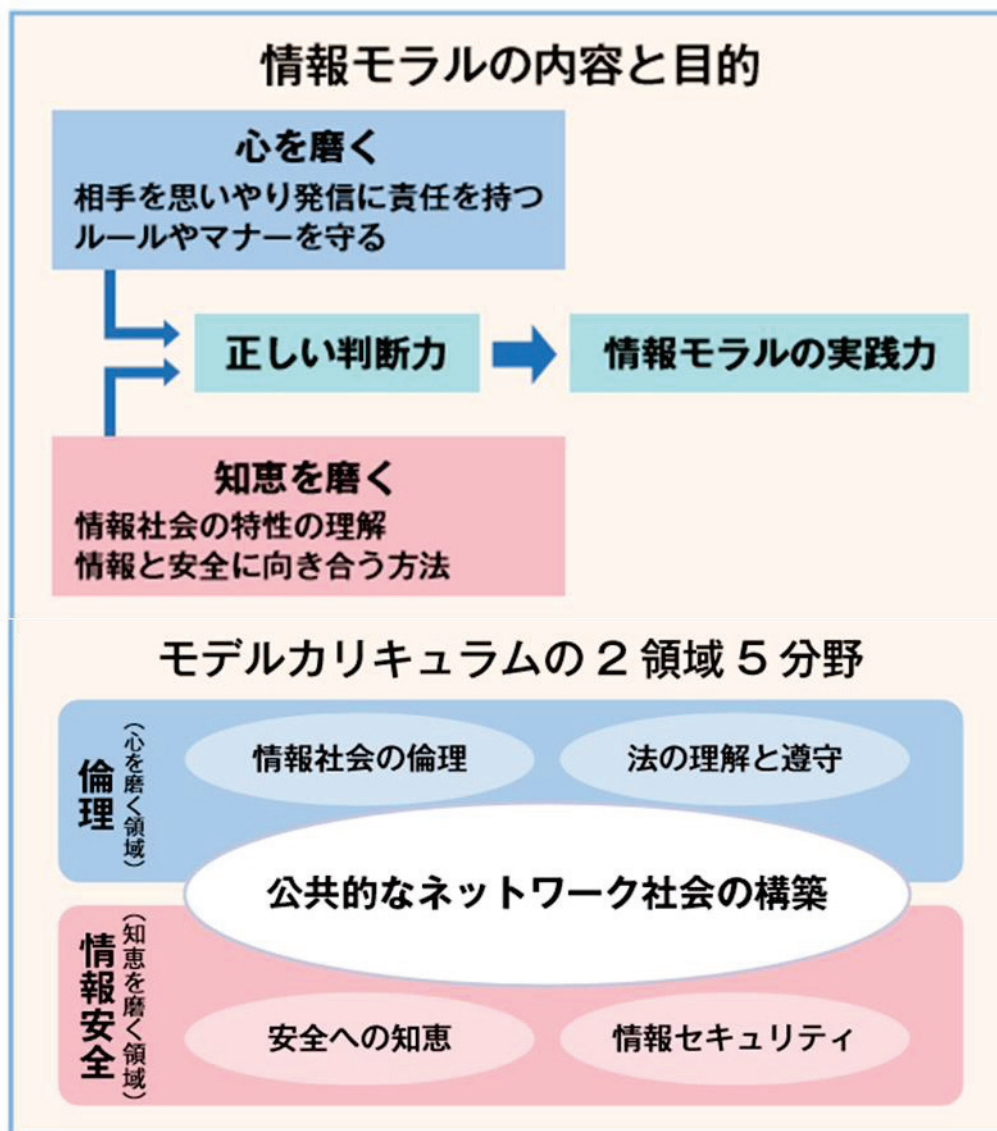 情報モラルの内容と目的
心を磨く
相手を思いやり発信に責任を持つ
ルールやマナーを守る
正しい判断力
情報モラルの実践力
知恵を磨く
情報社会の特性の理解
情報と安全に向き合う方法
モデルカリキュラムの2領域5分野
倫理
（心を磨く領域）
情報社会の倫理
法の理解と遵守
公共的なネットワーク社会の構築
情報安全
（知恵を磨く領域）
安全への知恵
情報セキュリティ